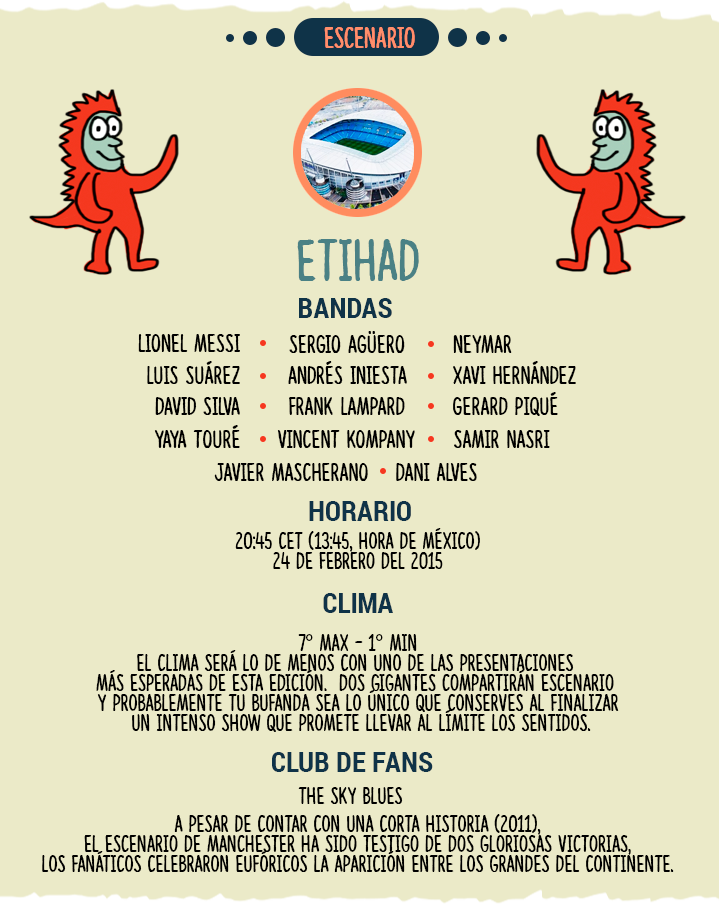 ESCENARIO
ETIHAD
BANDAS
LIONEL MESSI • SERGIO AGÜERO • NEYMAR
LUIS SUÁREZ • ANDRÉS INIESTA • XAVI HERNÁNDEZ
DAVID SILVA • FRANK LAMPARD • GERARD PIQUÉ
YAYA TOURÉ • VINCENT KOMPANY • SAMIR NASRI
JAVIER MASCHERANO • DANI ALVES
HORARIO
20:45 CET (13:45, HORA DE MÉXICO)
24 DE FEBRERO DEL 2015
CLIMA
7° MAX - 1° MIN
EL CLIMA SERÁ LO DE MENOS CON UNO DE LAS PRESENTACIONES
MÁS ESPERADAS DE ESTA EDICIÓN. DOS GIGANTES COMPARTIRÁN ESCENARIO
Y PROBABLEMENTE TU BUFANDA SEA LO ÚNICO QUE CONSERVES AL FINALIZAR
UN INTENSO SHOW QUE PROMETE LLEVAR AL LÍMITE LOS SENTIDOS.
CLUB DE FANS
THE SKY BLUES
A PESAR DE CONTAR CON UNA CORTA HISTORIA (2011),
EL ESCENARIO DE MANCHESTER HA SIDO TESTIGO DE DOS GLORIOSAS VICTORIAS,
LOS FANÁTICOS CELEBRARON EUFÓRICOS LA APARICIÓN ENTRE LOS GRANDES DEL CONTINENTE.